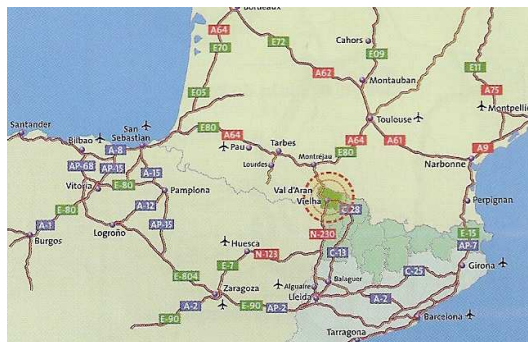 Bordeaux
A64
E72
Cahors
E70
E09
A62
E11
Montauban
A75
E05
Montpelli
Santander
San
Sebastian
Toulouse
Bilbao
E80
A64
A64
A61
A9
A-8
Pau
Tarbes
E80
AP-68
AP-15
Lourdes
Montrejau
Narbonne
A-15
Vitoria
E-80
Pamplona
Val d'Aran
Vielha
Perpignan
E-80
A-12
C-28
A-1
AP-15
N-230
E-15
Burgos
Logroño
Huesca
AP-7
N-123
C-13
E-7
Girona
E-804
Balaguer
C-25
Alguaire
Zaragoza
Lleida
A-2
E-90
AP-2
A-2
E-90
Barcelona
Tarragona